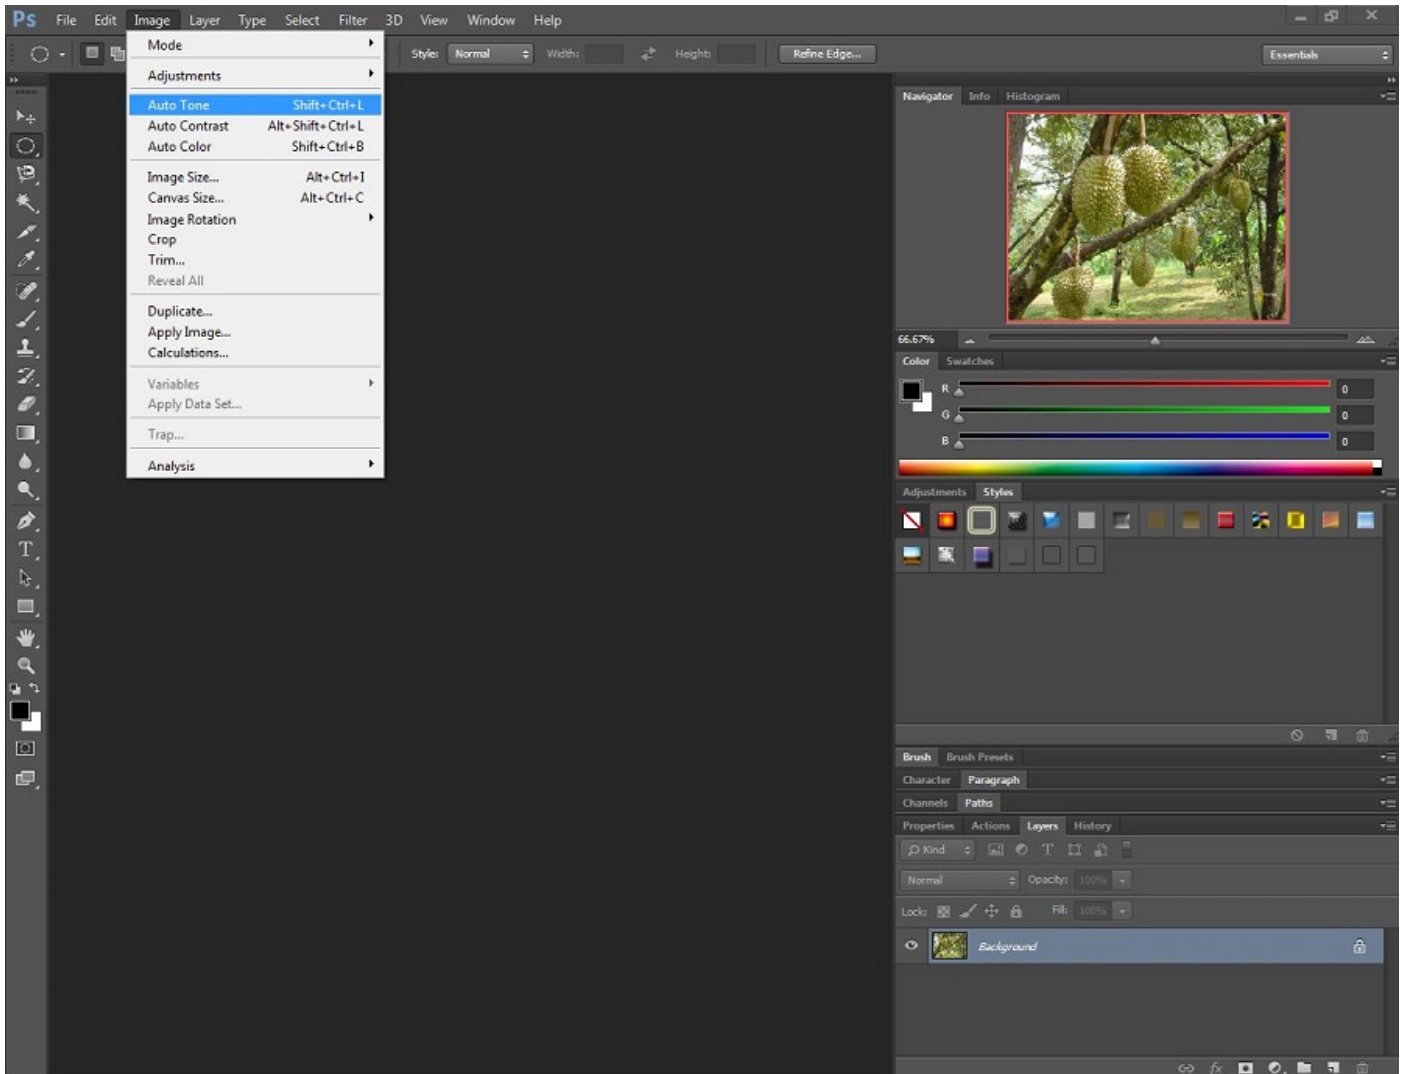 Ps File Edit Image Layer Type Select Filter 3D View Window Help
Style: Normal Width: Height: Refine Edge... Essentials
Mode
Adjustments
Auto Tone Shift+Ctrl+L
Auto Contrast Alt+Shift+Ctrl+L
Auto Color Shift+Ctrl+B
Image Size... Alt+Ctrl+I
Canvas Size... Alt+Ctrl+C
Image Rotation
Crop
Trim...
Reveal All
Duplicate...
Apply Image...
Calculations...
Variables
Apply Data Set...
Trap...
Analysis
Navigator Info Histogram
66.67%
Color Swatches
R 0
G 0
B 0
Adjustments Styles
Brush Brush Presets
Character Paragraph
Channels Paths
Properties Actions Layers History
Kind
Normal Opacity: 100%
Lock: Fill: 100%
Background
fx